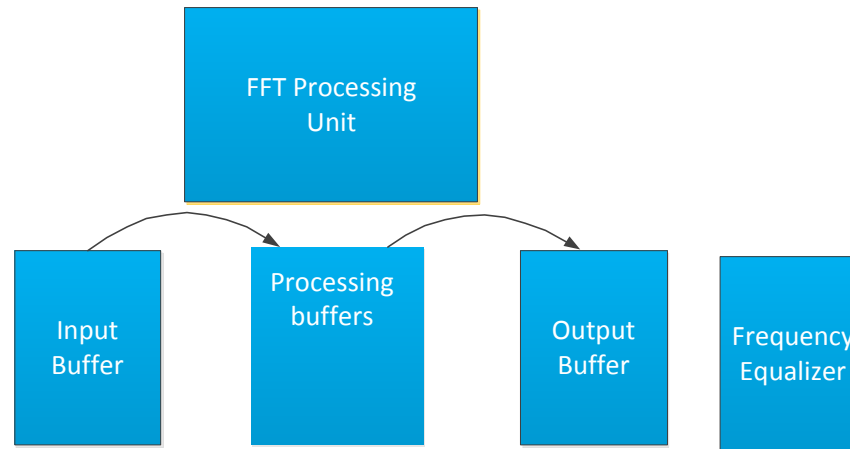 FFT Processing
Unit
Input
Buffer
Processing
buffers
Output
Buffer
Frequency
Equalizer